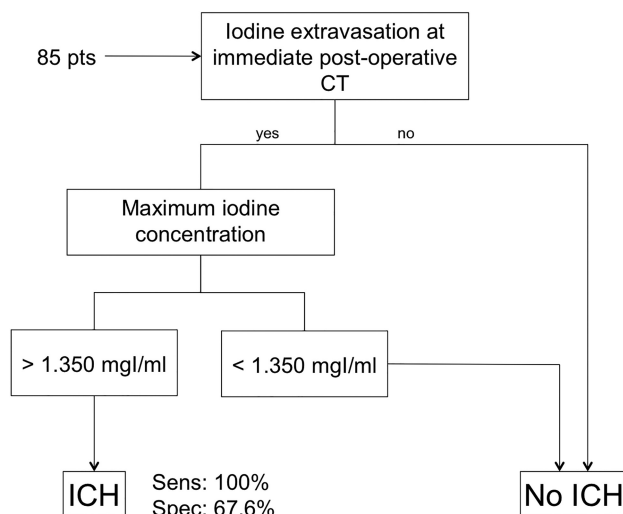 Iodine extravasation at
immediate post-operative
CT
85 pts
yes
no
Maximum iodine
concentration
> 1.350 mgI/ml
< 1.350 mgI/ml
ICH
Sens: 100%
Spec: 67.6%
No ICH